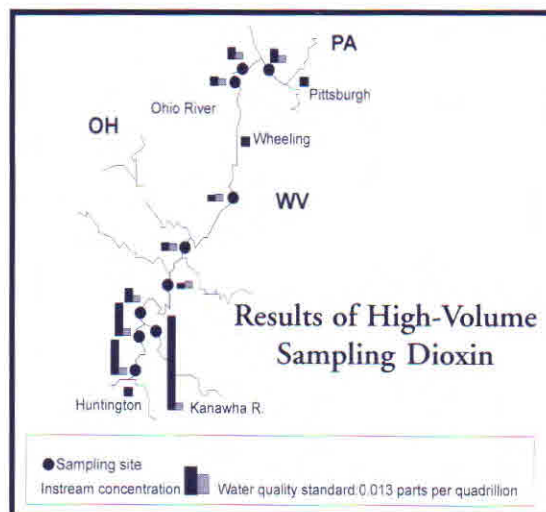 PA
Pittsburgh
Ohio River
OH
Wheeling
WV
Results of High-Volume
Sampling Dioxin
Huntington
Kanawha R.
Sampling site
Instream concentration
Water quality standard:0.013 parts per quadrillion